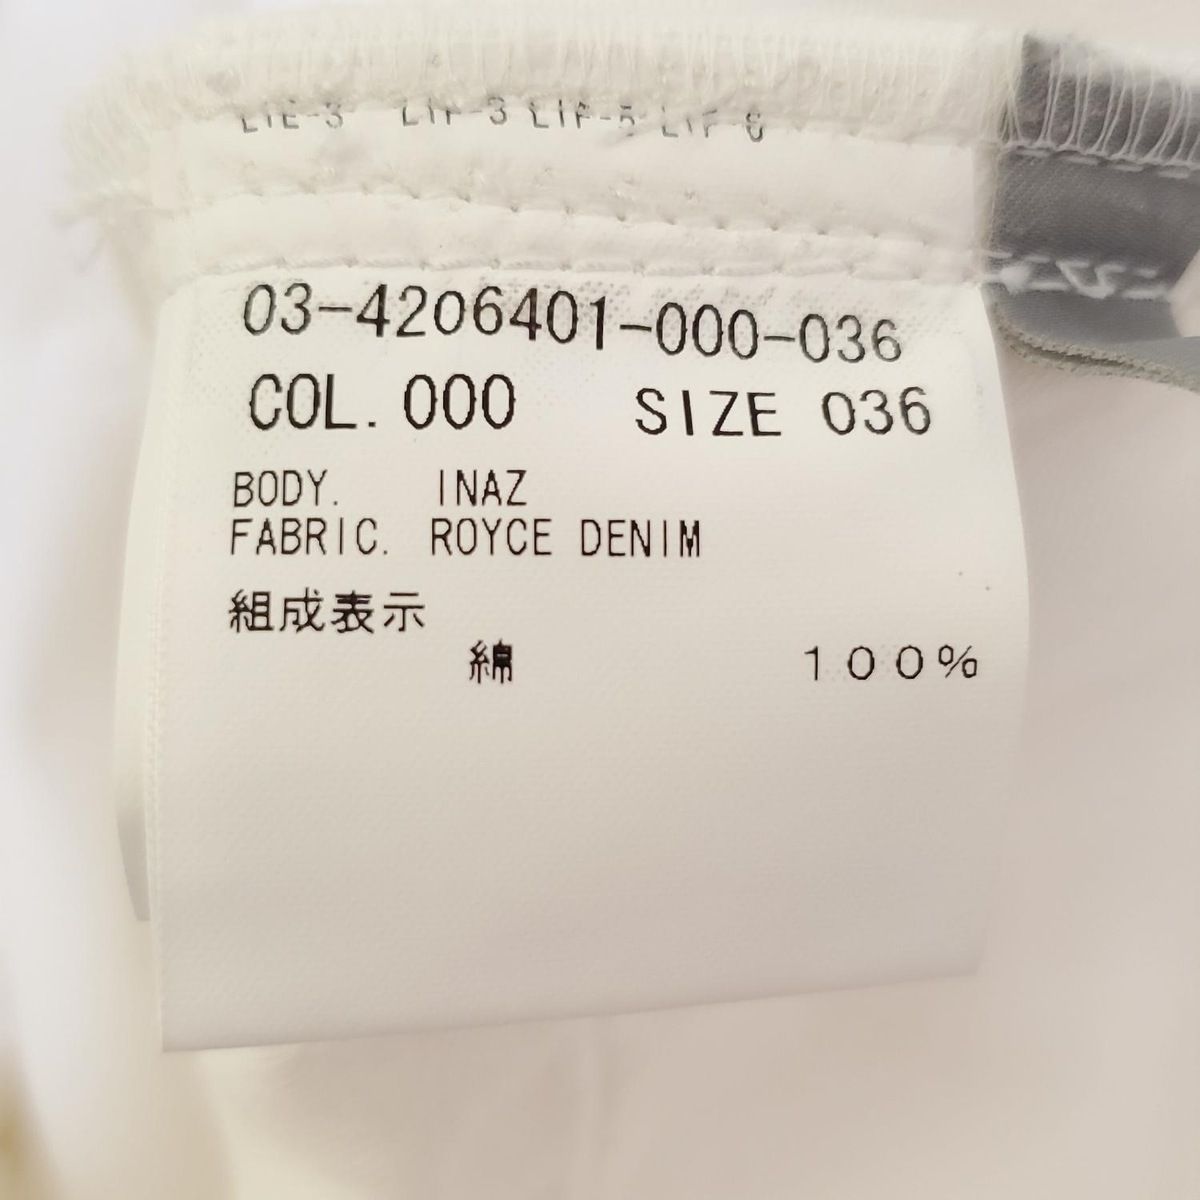 03-4206401-000-036
COL. 000 SIZE 036
BODY. INAZ
FABRIC. ROYCE DENIM
組成表示
綿 100%